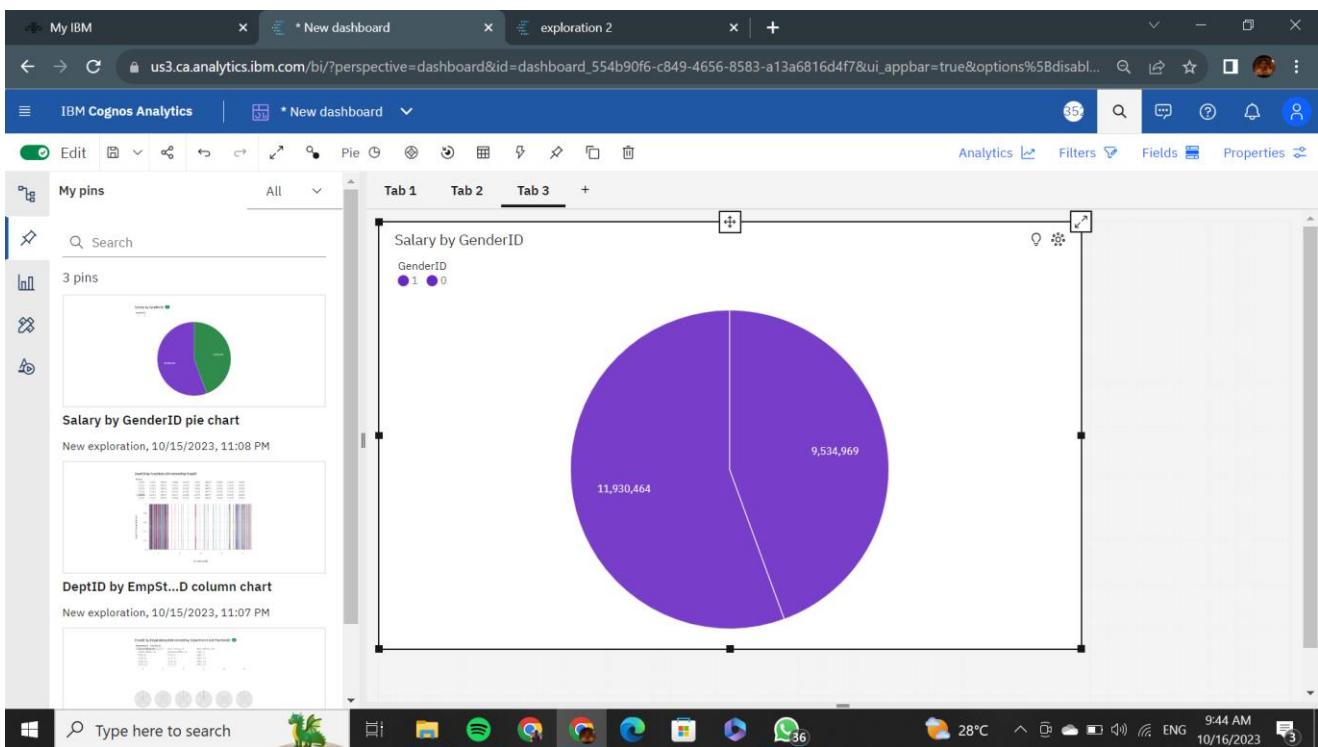 My IBM
* New dashboard
exploration 2
us3.ca.analytics.ibm.com/bi/?perspective=dashboard&id=dashboard_554b90f6-c849-4656-8583-a13a6816d4f7&ui_appbar=true&options%5Bdisabl...
IBM Cognos Analytics
* New dashboard
Edit
Pie
Analytics
Filters
Fields
Properties
My pins
All
Tab 1 Tab 2 Tab 3
Search
3 pins
Salary by GenderID pie chart
New exploration, 10/15/2023, 11:08 PM
DeptID by EmpSt...D column chart
New exploration, 10/15/2023, 11:07 PM
Salary by GenderID
GenderID
1 0
9,534,969
11,930,464
Type here to search
36
28°C
ENG
9:44 AM
10/16/2023
3